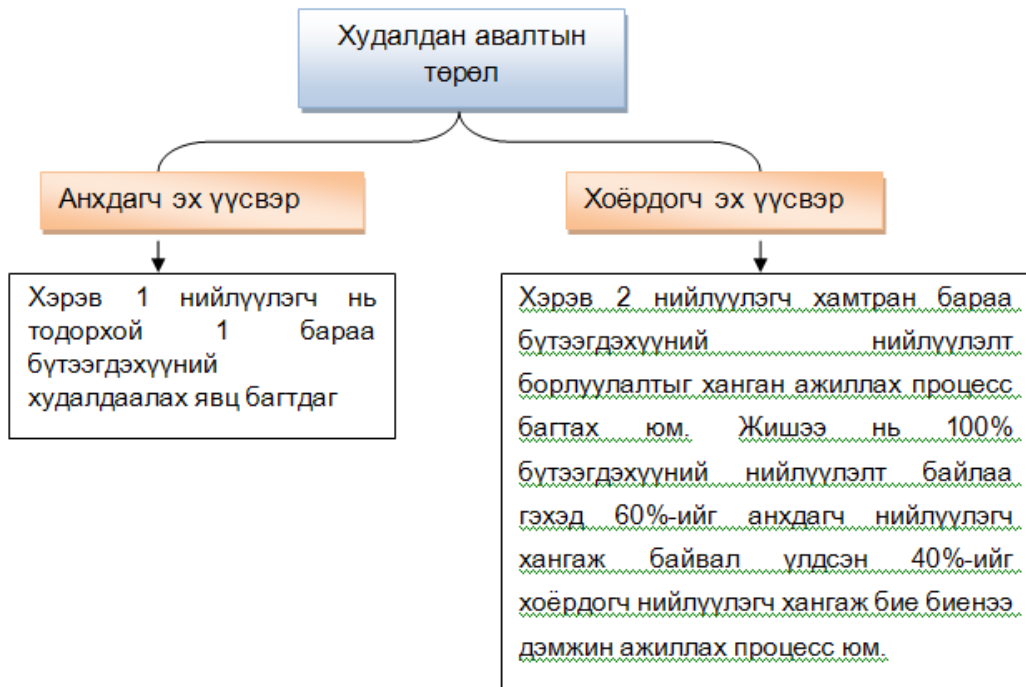 Худалдан авалтын
төрөл
Анхдагч эх үүсвэр
Хоёрдогч эх үүсвэр
Хэрэв 1 нийлүүлэгч нь
тодорхой 1 бараа
бүтээгдэхүүний
худалдаалах явц багтдаг
Хэрэв 2 нийлүүлэгч хамтран бараа
бүтээгдэхүүний нийлүүлэлт
борлуулалтыг ханган ажиллах процесс
багтах юм. Жишээ нь 100%
бүтээгдэхүүний нийлүүлэлт байлаа
гэхэд 60%-ийг анхдагч нийлүүлэгч
хангаж байвал үлдсэн 40%-ийг
хоёрдогч нийлүүлэгч хангаж бие биенээ
дэмжин ажиллах процесс юм.